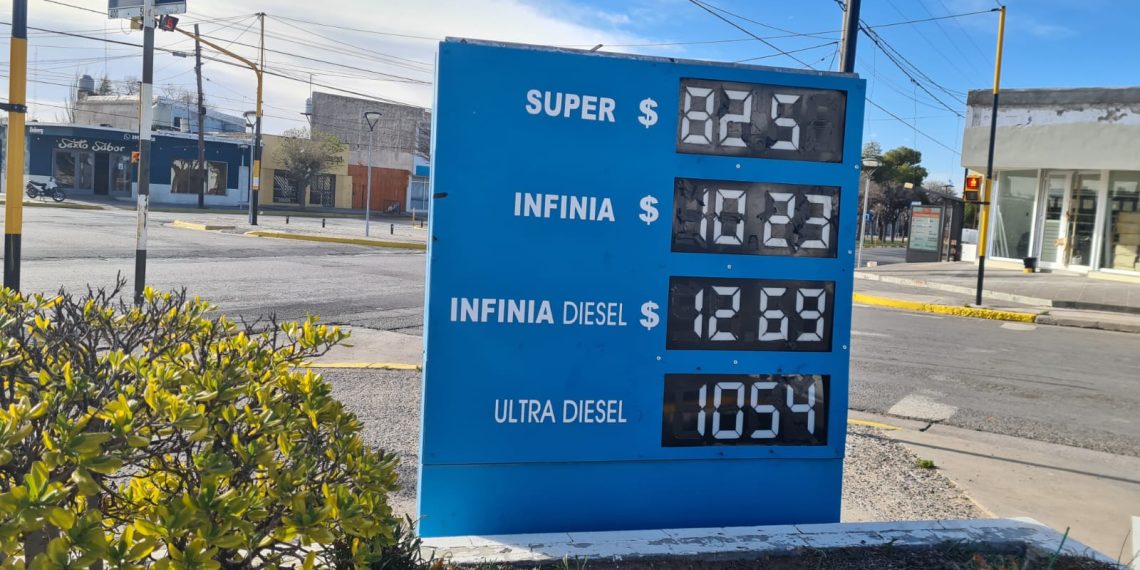 SUPER $ 825
INFINIA $ 1023
INFINIA DIESEL $ 1269
ULTRA DIESEL 1054
Sexto Sabor